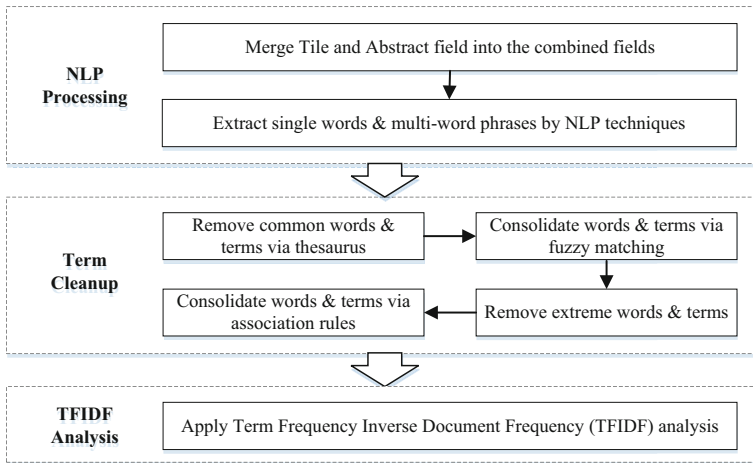 NLP
Processing
Merge Tile and Abstract field into the combined fields
Extract single words & multi-word phrases by NLP techniques
Term
Cleanup
Remove common words &
terms via thesaurus
Consolidate words & terms via
fuzzy matching
Consolidate words & terms via
association rules
Remove extreme words & terms
TFIDF
Analysis
Apply Term Frequency Inverse Document Frequency (TFIDF) analysis